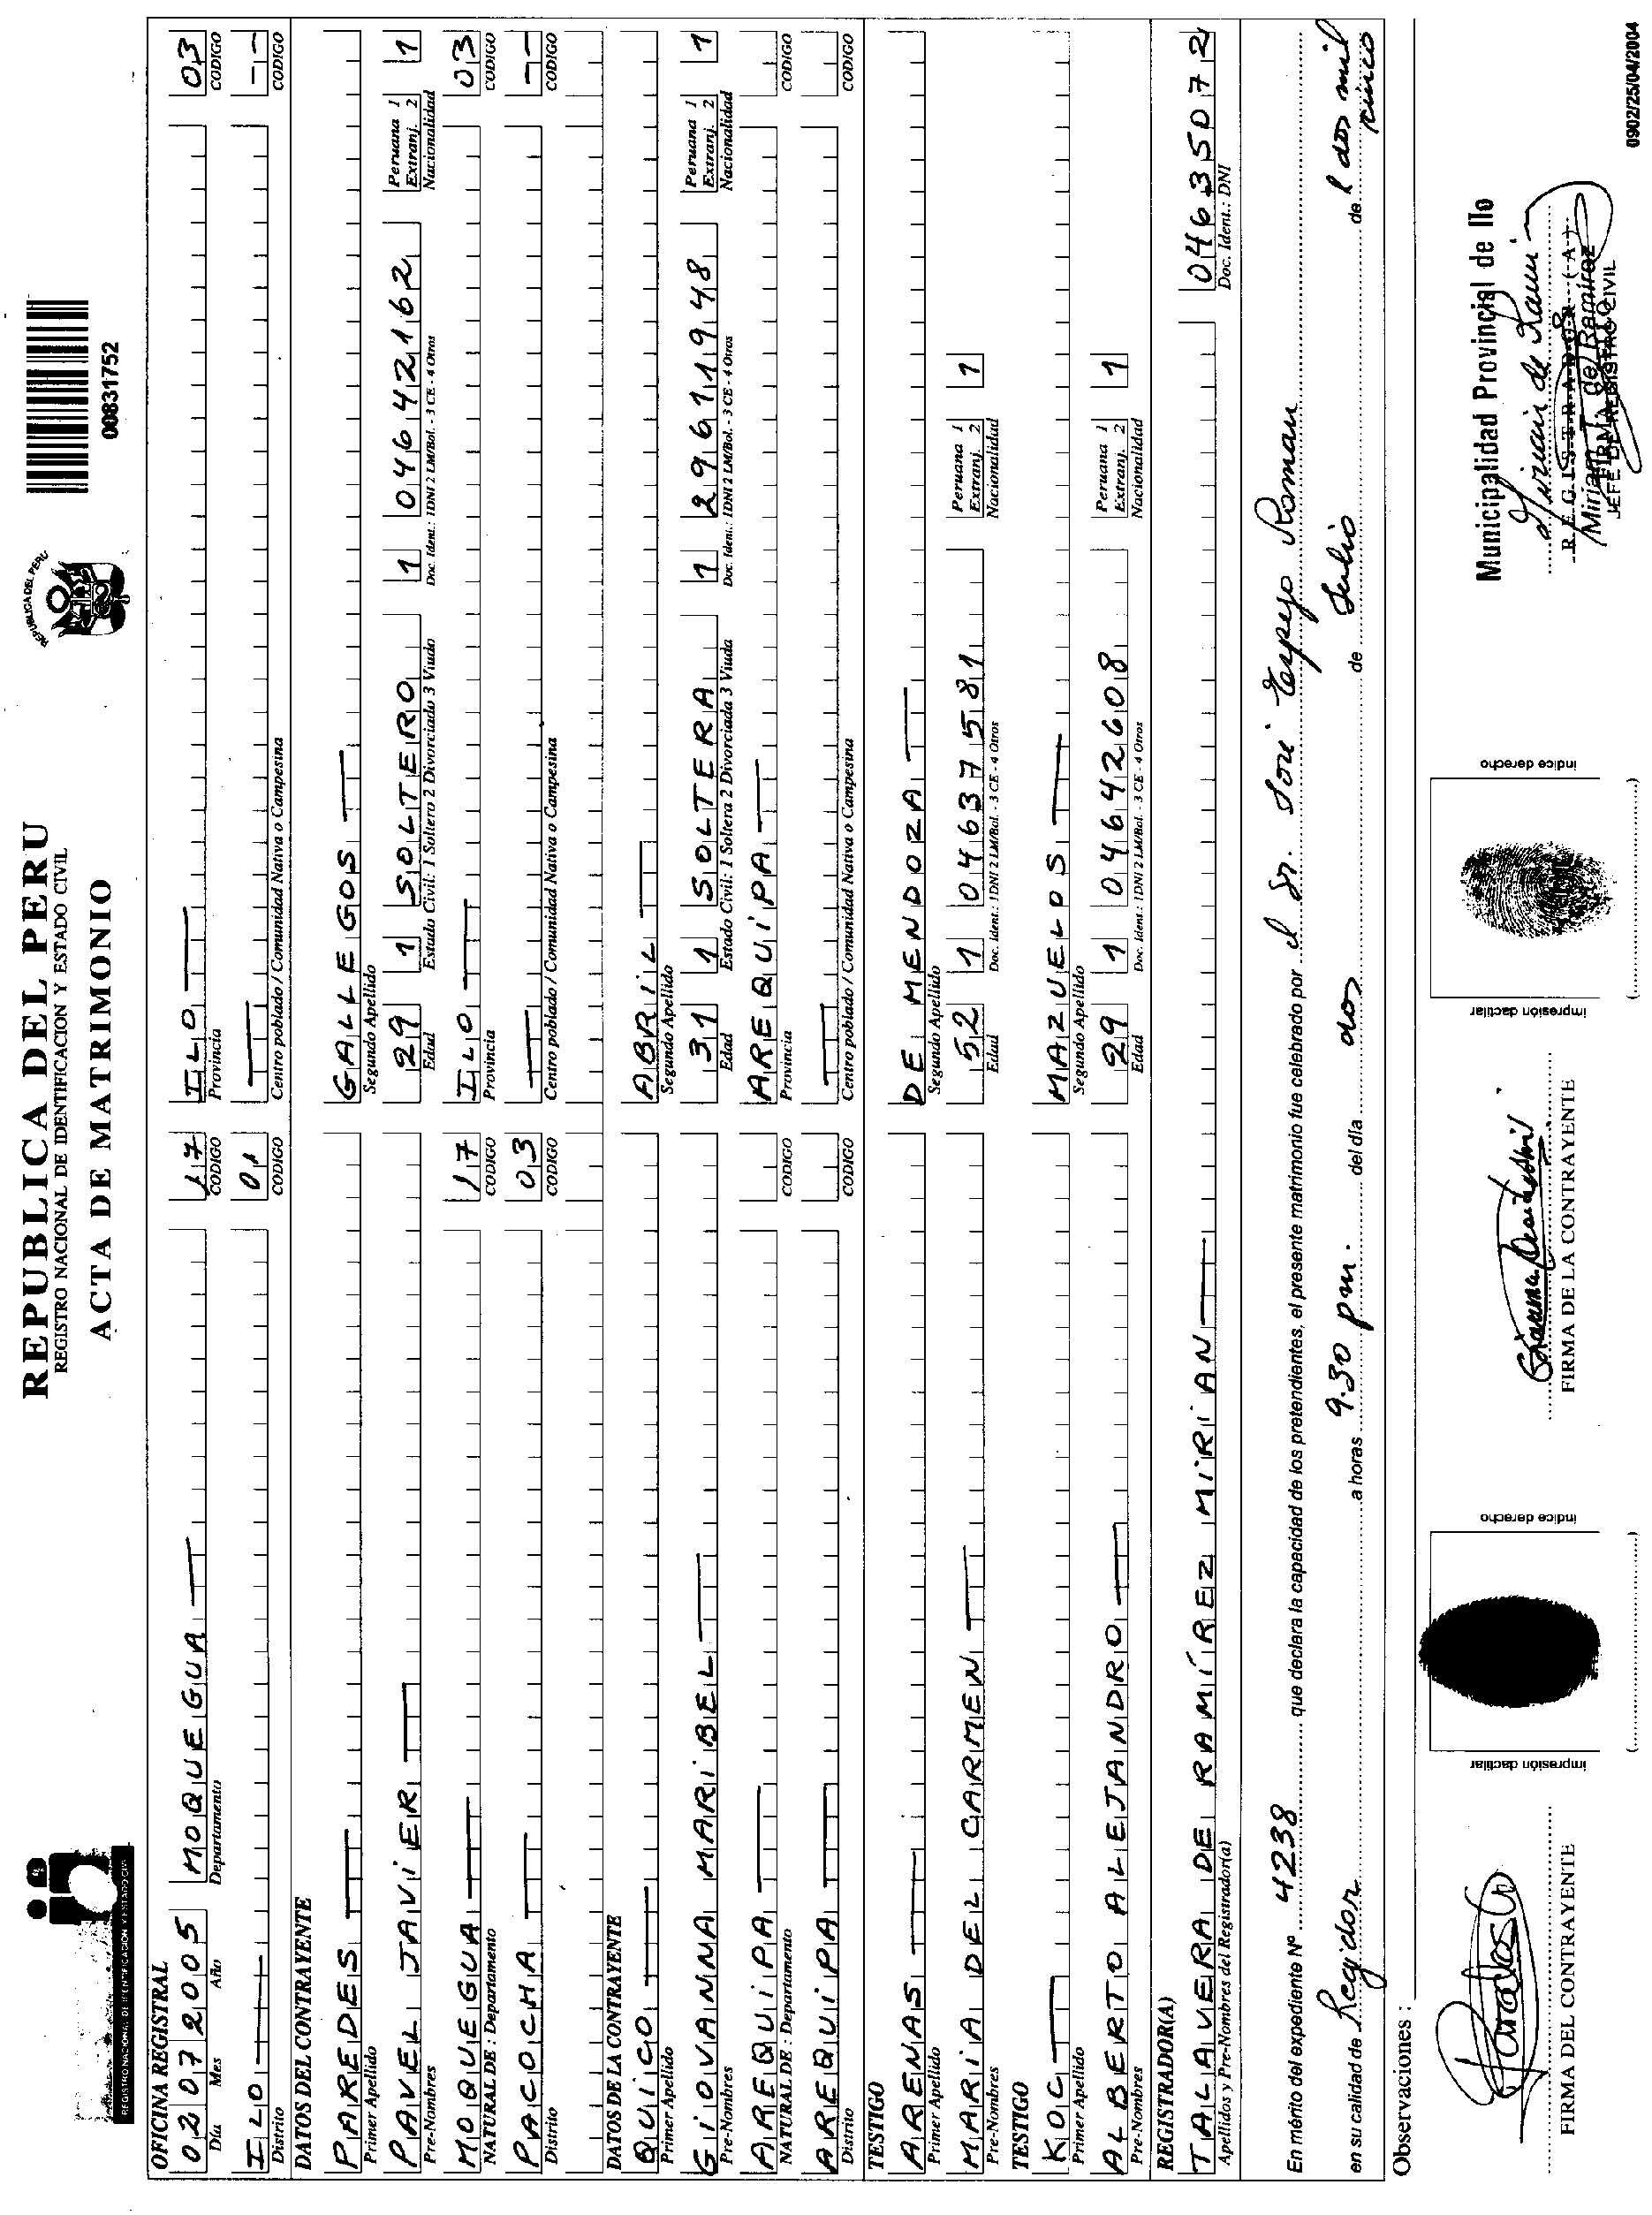 REPUBLICA DEL PERU
REGISTRO NACIONAL DE IDENTIFICACION Y ESTADO CIVIL
ACTA DE MATRIMONIO
REGISTRO NACIONAL DE IDENTIFICACION Y ESTADO CIVIL
REPUBLICA DEL PERU
00831752
OFICINA REGISTRAL
02 07 2005 MOQUEGUA 17 ILO 03
Día Mes Año Departamento CODIGO Provincia CODIGO
ILO 01 --
Distrito CODIGO Centro poblado / Comunidad Nativa o Campesina CODIGO
DATOS DEL CONTRAYENTE
PAREDES GALLEGOS
Primer Apellido Segundo Apellido
PAVEL JAVIER 29 1 SOLTERO 1 04642162 Peruana 1 Extranj. 2 1
Pre-Nombres Edad Estado Civil: 1 Soltero 2 Divorciado 3 Viudo Doc. Ident.: 1DNI 2 LM/Bol. - 3 CE - 4 Otros Nacionalidad
MOQUEGUA 17 ILO 03
NATURAL DE : Departamento CODIGO Provincia CODIGO
PACOCHA 03 --
Distrito CODIGO Centro poblado / Comunidad Nativa o Campesina CODIGO
DATOS DE LA CONTRAYENTE
QUICO ABRIL
Primer Apellido Segundo Apellido
GIOVANNA MARIBEL 31 1 SOLTERA 1 29611948 Peruana 1 Extranj. 2 1
Pre-Nombres Edad Estado Civil: 1 Soltera 2 Divorciada 3 Viuda Doc. Ident.: 1DNI 2 LM/Bol. - 3 CE - 4 Otros Nacionalidad
AREQUIPA AREQUIPA
NATURAL DE : Departamento CODIGO Provincia CODIGO
AREQUIPA
Distrito CODIGO Centro poblado / Comunidad Nativa o Campesina CODIGO
TESTIGO
ARENAS DE MENDOZA
Primer Apellido Segundo Apellido
MARIA DEL CARMEN 52 1 04637581 Peruana 1 Extranj. 2 1
Pre-Nombres Edad Doc. Ident.: 1DNI 2 LM/Bol. - 3 CE - 4 Otros Nacionalidad
TESTIGO
KOC MAZUELOS
Primer Apellido Segundo Apellido
ALBERTO ALEJANDRO 29 1 04642608 Peruana 1 Extranj. 2 1
Pre-Nombres Edad Doc. Ident.: 1DNI 2 LM/Bol. - 3 CE - 4 Otros Nacionalidad
REGISTRADOR(A)
TALAVERA DE RAMÍREZ MIRIAN 04635072
Apellidos y Pre-Nombres del Registrador(a) Doc. Ident.: DNI
En mérito del expediente Nº 4238 que declara la capacidad de los pretendientes, el presente matrimonio fue celebrado por el Sr. José Espejo Roman
en su calidad de Regidor a horas 9.30 pm. del día dos de Julio de l dos mil cinco
Observaciones :
Municipalidad Provincial de Ilo
REGISTRADOR (A)
Miriam T. de Ramírez
FIRMA Y SELLO
JEFE DE REGISTRO CIVIL
FIRMA DEL CONTRAYENTE
impresión dactilar
índice derecho
FIRMA DE LA CONTRAYENTE
impresión dactilar
índice derecho
0902/25/04/2004